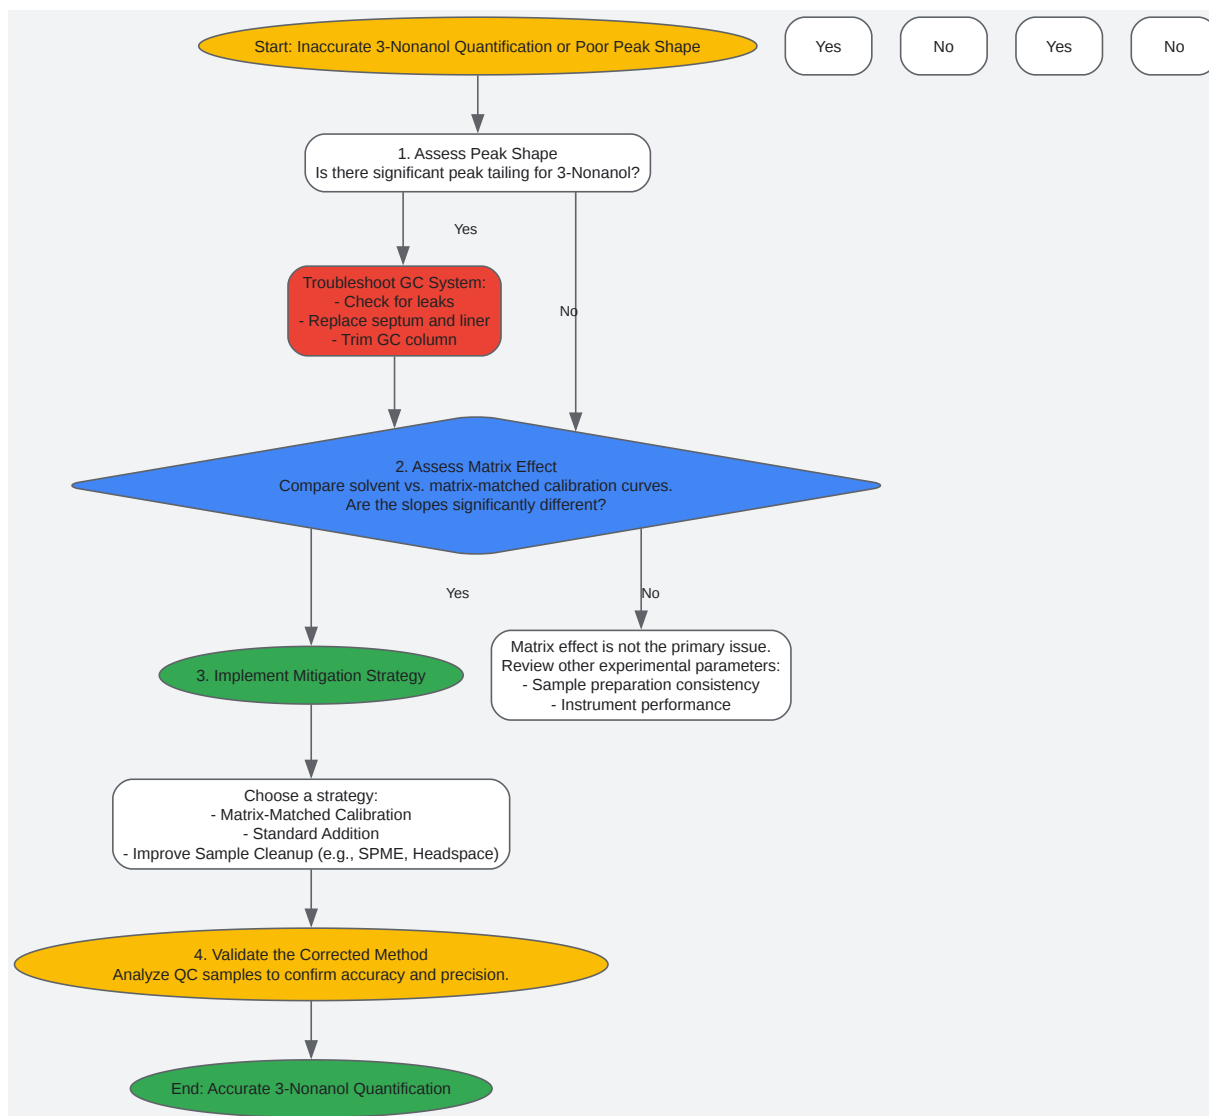 Start: Inaccurate 3-Nonanol Quantification or Poor Peak Shape
Yes
No
Yes
No
1. Assess Peak Shape
Is there significant peak tailing for 3-Nonanol?
Yes
Troubleshoot GC System:
- Check for leaks
- Replace septum and liner
- Trim GC column
No
2. Assess Matrix Effect
Compare solvent vs. matrix-matched calibration curves.
Are the slopes significantly different?
Yes
No
3. Implement Mitigation Strategy
Matrix effect is not the primary issue.
Review other experimental parameters:
- Sample preparation consistency
- Instrument performance
Choose a strategy:
- Matrix-Matched Calibration
- Standard Addition
- Improve Sample Cleanup (e.g., SPME, Headspace)
4. Validate the Corrected Method
Analyze QC samples to confirm accuracy and precision.
End: Accurate 3-Nonanol Quantification